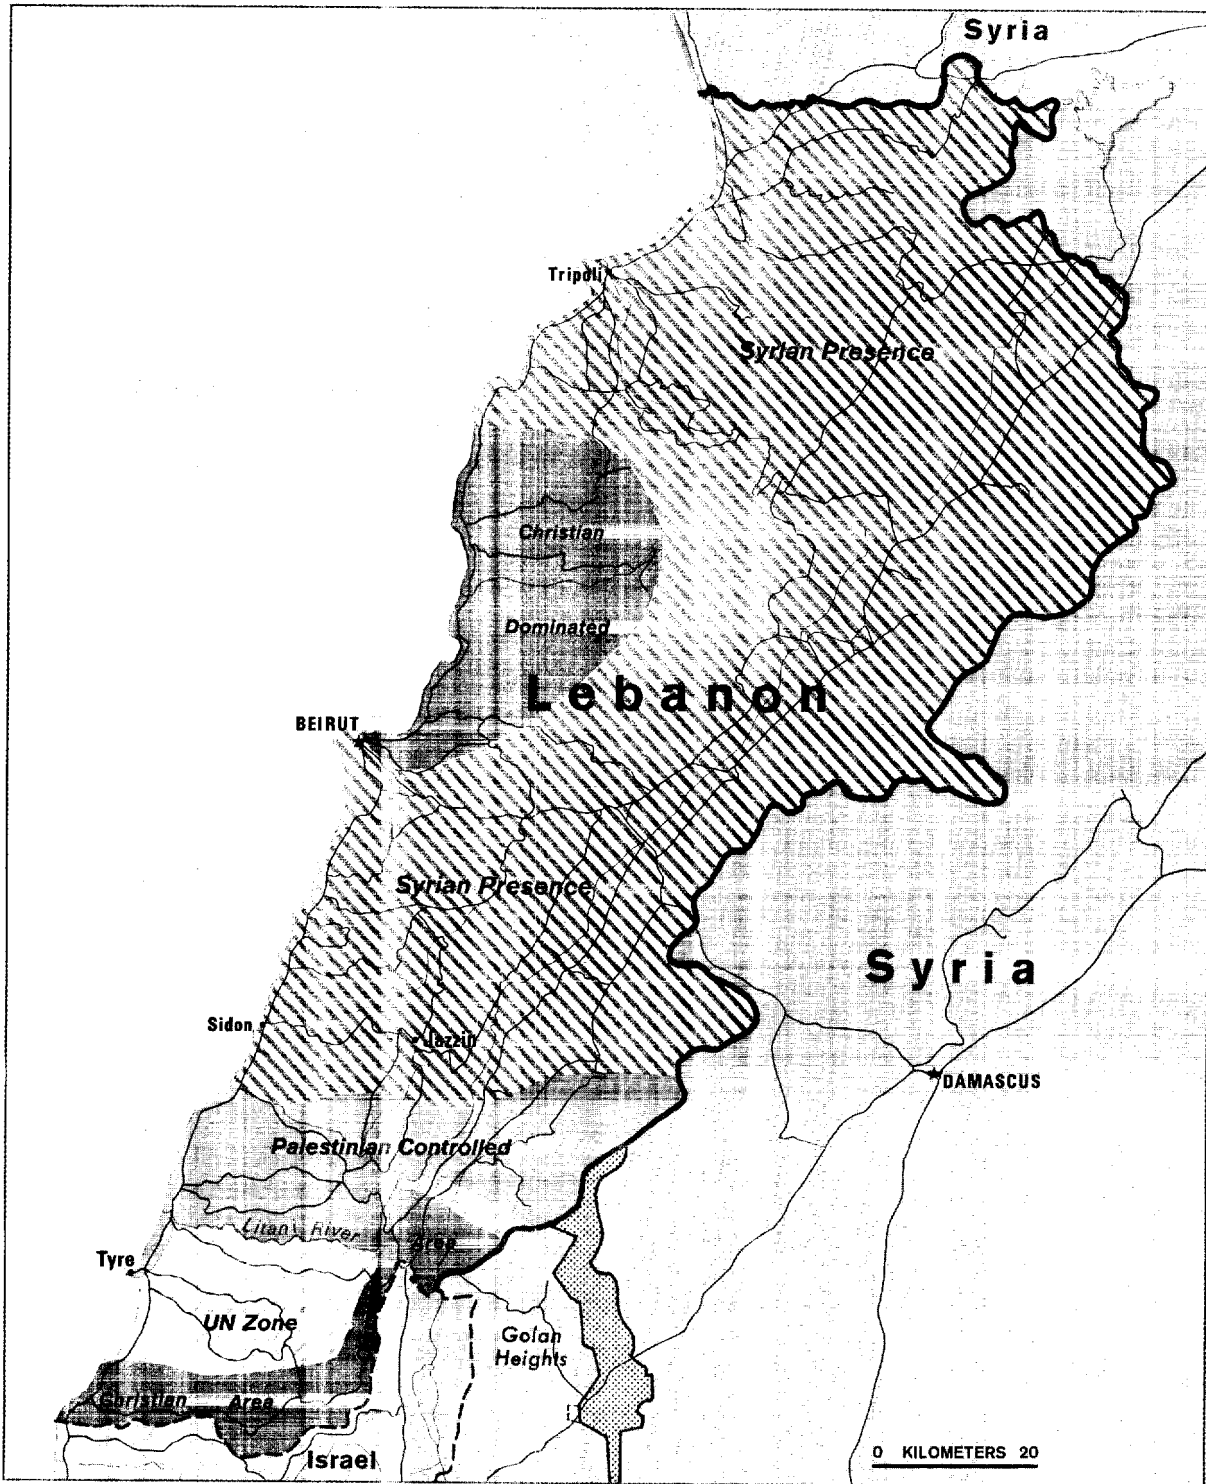 Syria
Tripoli
Syrian Presence
Christian
Dominated
Lebanon
BEIRUT
Syrian Presence
Syria
Sidon
Jazzin
DAMASCUS
Palestinian Controlled
Litani River
Area
Tyre
UN Zone
Golan
Heights
Christian Area
Israel
0 KILOMETERS 20